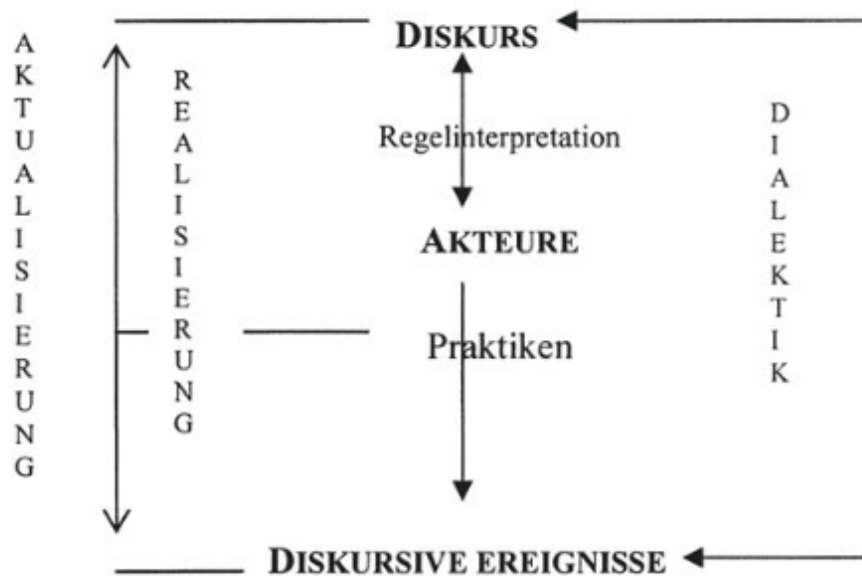 AKTUALISIERUNG
REALISIERUNG
DISKURS
Regelinterpretation
AKTEURE
Praktiken
DISKURSIVE EREIGNISSE
DIALEKTIK